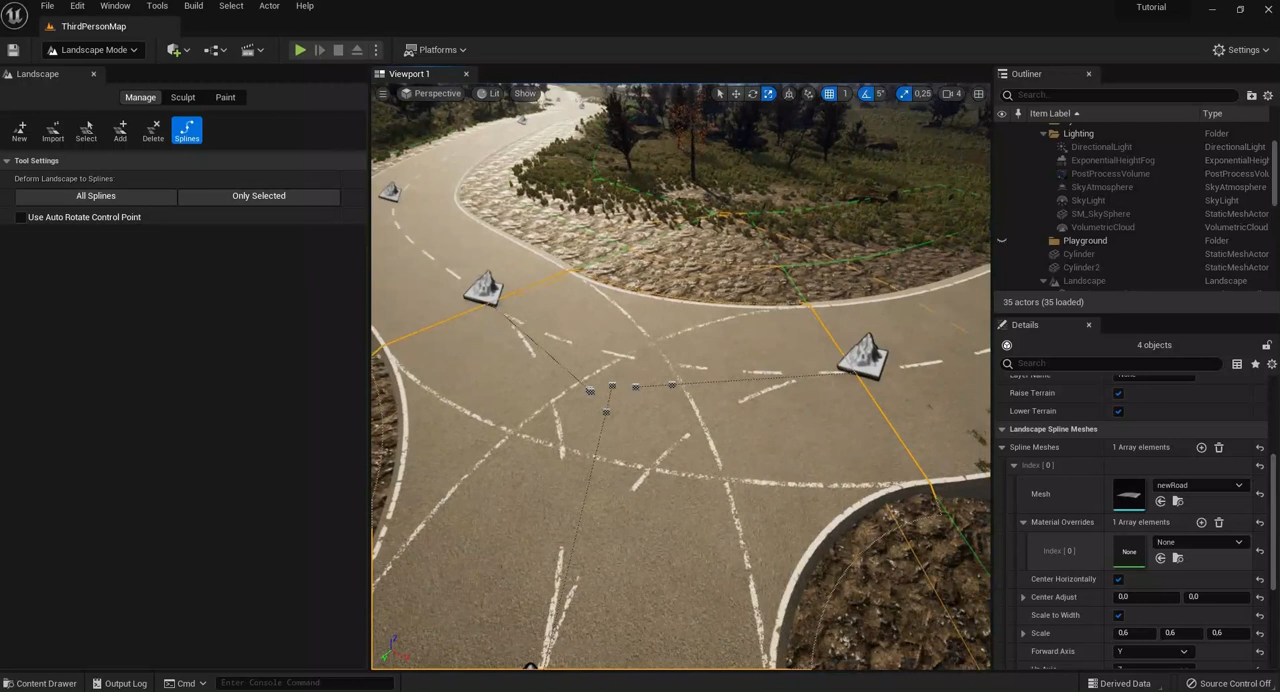 File Edit Window Tools Build Select Actor Help
Tutorial
ThirdPersonMap
Landscape Mode
Platforms
Settings
Landscape
Manage Sculpt Paint
New Import Select Add Delete Splines
Tool Settings
Deform Landscape to Splines:
All Splines Only Selected
Use Auto Rotate Control Point
Viewport 1
Perspective Lit Show 1 5° 0,25 4
Outliner
Search...
Item Label Type
Lighting Folder
DirectionalLight DirectionalLight
ExponentialHeightFog ExponentialHeigh
PostProcessVolume PostProcessVolu
SkyAtmosphere SkyAtmosphere
SkyLight SkyLight
SM_SkySphere StaticMeshActor
VolumetricCloud VolumetricCloud
Playground Folder
Cylinder StaticMeshActor
Cylinder2 StaticMeshActor
Landscape Landscape
35 actors (35 loaded)
Details
4 objects
Search
Raise Terrain
Lower Terrain
Landscape Spline Meshes
Spline Meshes 1 Array elements
Index [ 0 ]
Mesh newRoad
Material Overrides 1 Array elements
Index [ 0 ] None None
Center Horizontally
Center Adjust 0,0 0,0
Scale to Width
Scale 0,6 0,6 0,6
Forward Axis Y
Content Drawer Output Log Cmd Enter Console Command Derived Data Source Control Off